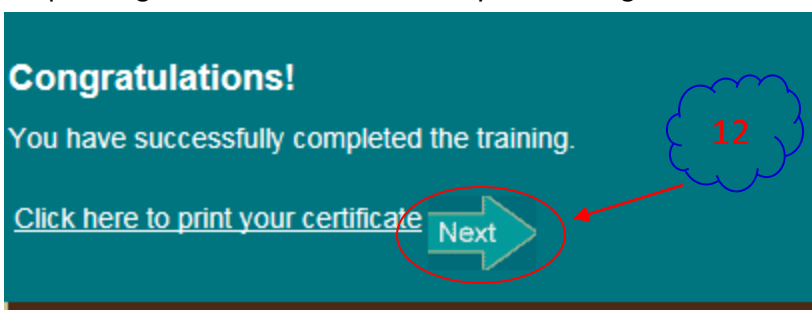 Congratulations!
You have successfully completed the training.
12
Click here to print your certificate Next